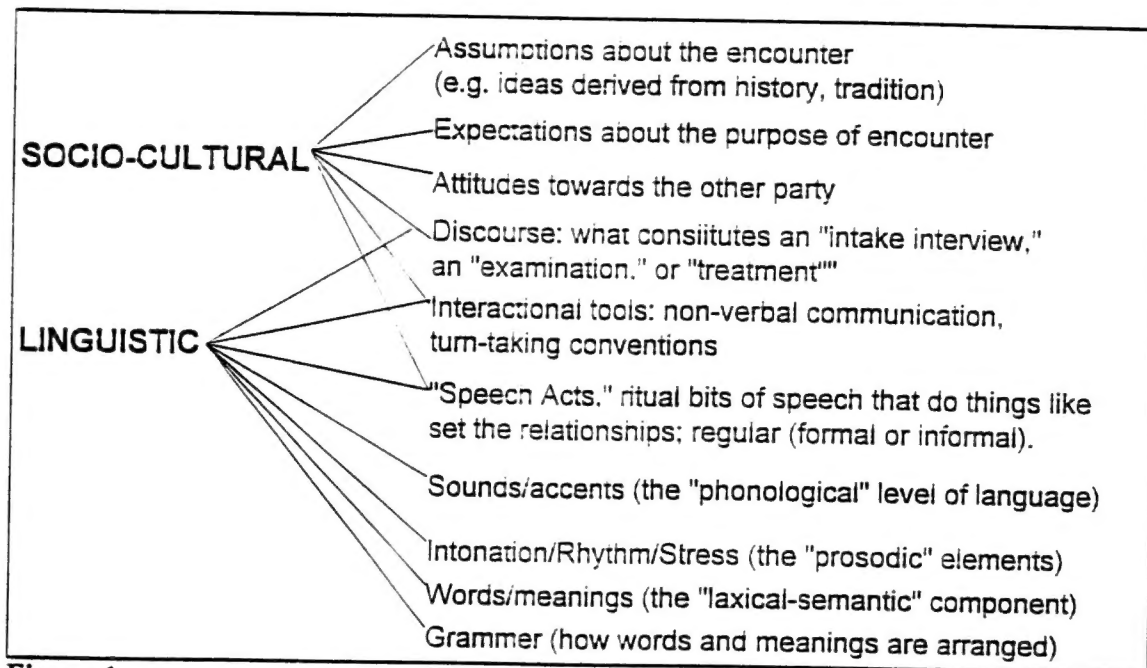 Assumptions about the encounter
(e.g. ideas derived from history, tradition)
Expectations about the purpose of encounter
SOCIO-CULTURAL
Attitudes towards the other party
Discourse: what consiitutes an "intake interview,"
an "examination." or "treatment""
Interactional tools: non-verbal communication,
LINGUISTIC
turn-taking conventions
"Speech Acts." ritual bits of speech that do things like
set the relationships; regular (formal or informal).
Sounds/accents (the "phonological" level of language)
Intonation/Rhythm/Stress (the "prosodic" elements)
Words/meanings (the "laxical-semantic" component)
Grammer (how words and meanings are arranged)